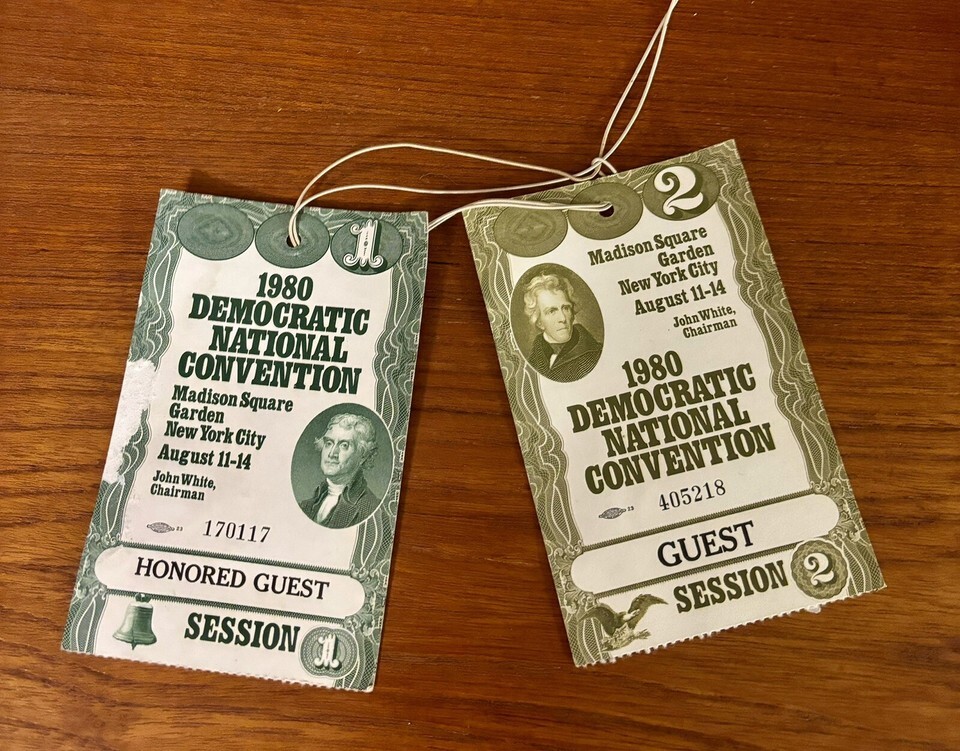 1
1980
DEMOCRATIC
NATIONAL
CONVENTION
Madison Square
Garden
New York City
August 11-14
John White,
Chairman
170117
HONORED GUEST
SESSION 1
2
Madison Square
Garden
New York City
August 11-14
John White,
Chairman
1980
DEMOCRATIC
NATIONAL
CONVENTION
405218
GUEST
SESSION 2